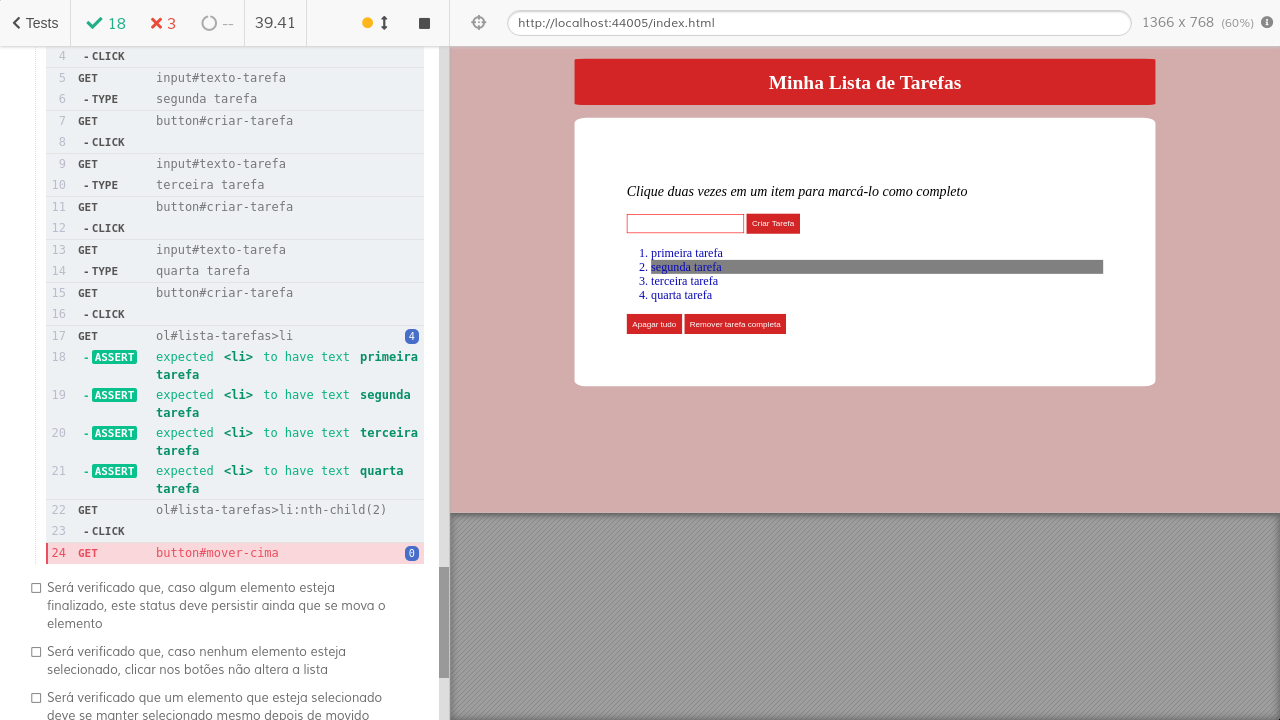 Tests 18 3 -- 39.41
http://localhost:44005/index.html 1366 x 768 (60%)
4 - CLICK
5 GET input#texto-tarefa
6 - TYPE segunda tarefa
7 GET button#criar-tarefa
8 - CLICK
9 GET input#texto-tarefa
10 - TYPE terceira tarefa
11 GET button#criar-tarefa
12 - CLICK
13 GET input#texto-tarefa
14 - TYPE quarta tarefa
15 GET button#criar-tarefa
16 - CLICK
17 GET ol#lista-tarefas>li 4
18 - ASSERT expected <li> to have text primeira
tarefa
19 - ASSERT expected <li> to have text segunda
tarefa
20 - ASSERT expected <li> to have text terceira
tarefa
21 - ASSERT expected <li> to have text quarta
tarefa
22 GET ol#lista-tarefas>li:nth-child(2)
23 - CLICK
24 GET button#mover-cima 0
Será verificado que, caso algum elemento esteja
finalizado, este status deve persistir ainda que se mova o
elemento
Será verificado que, caso nenhum elemento esteja
selecionado, clicar nos botões não altera a lista
Será verificado que um elemento que esteja selecionado
deve se manter selecionado mesmo depois de movido
Minha Lista de Tarefas
Clique duas vezes em um item para marcá-lo como completo
Criar Tarefa
1. primeira tarefa
2. segunda tarefa
3. terceira tarefa
4. quarta tarefa
Apagar tudo Remover tarefa completa